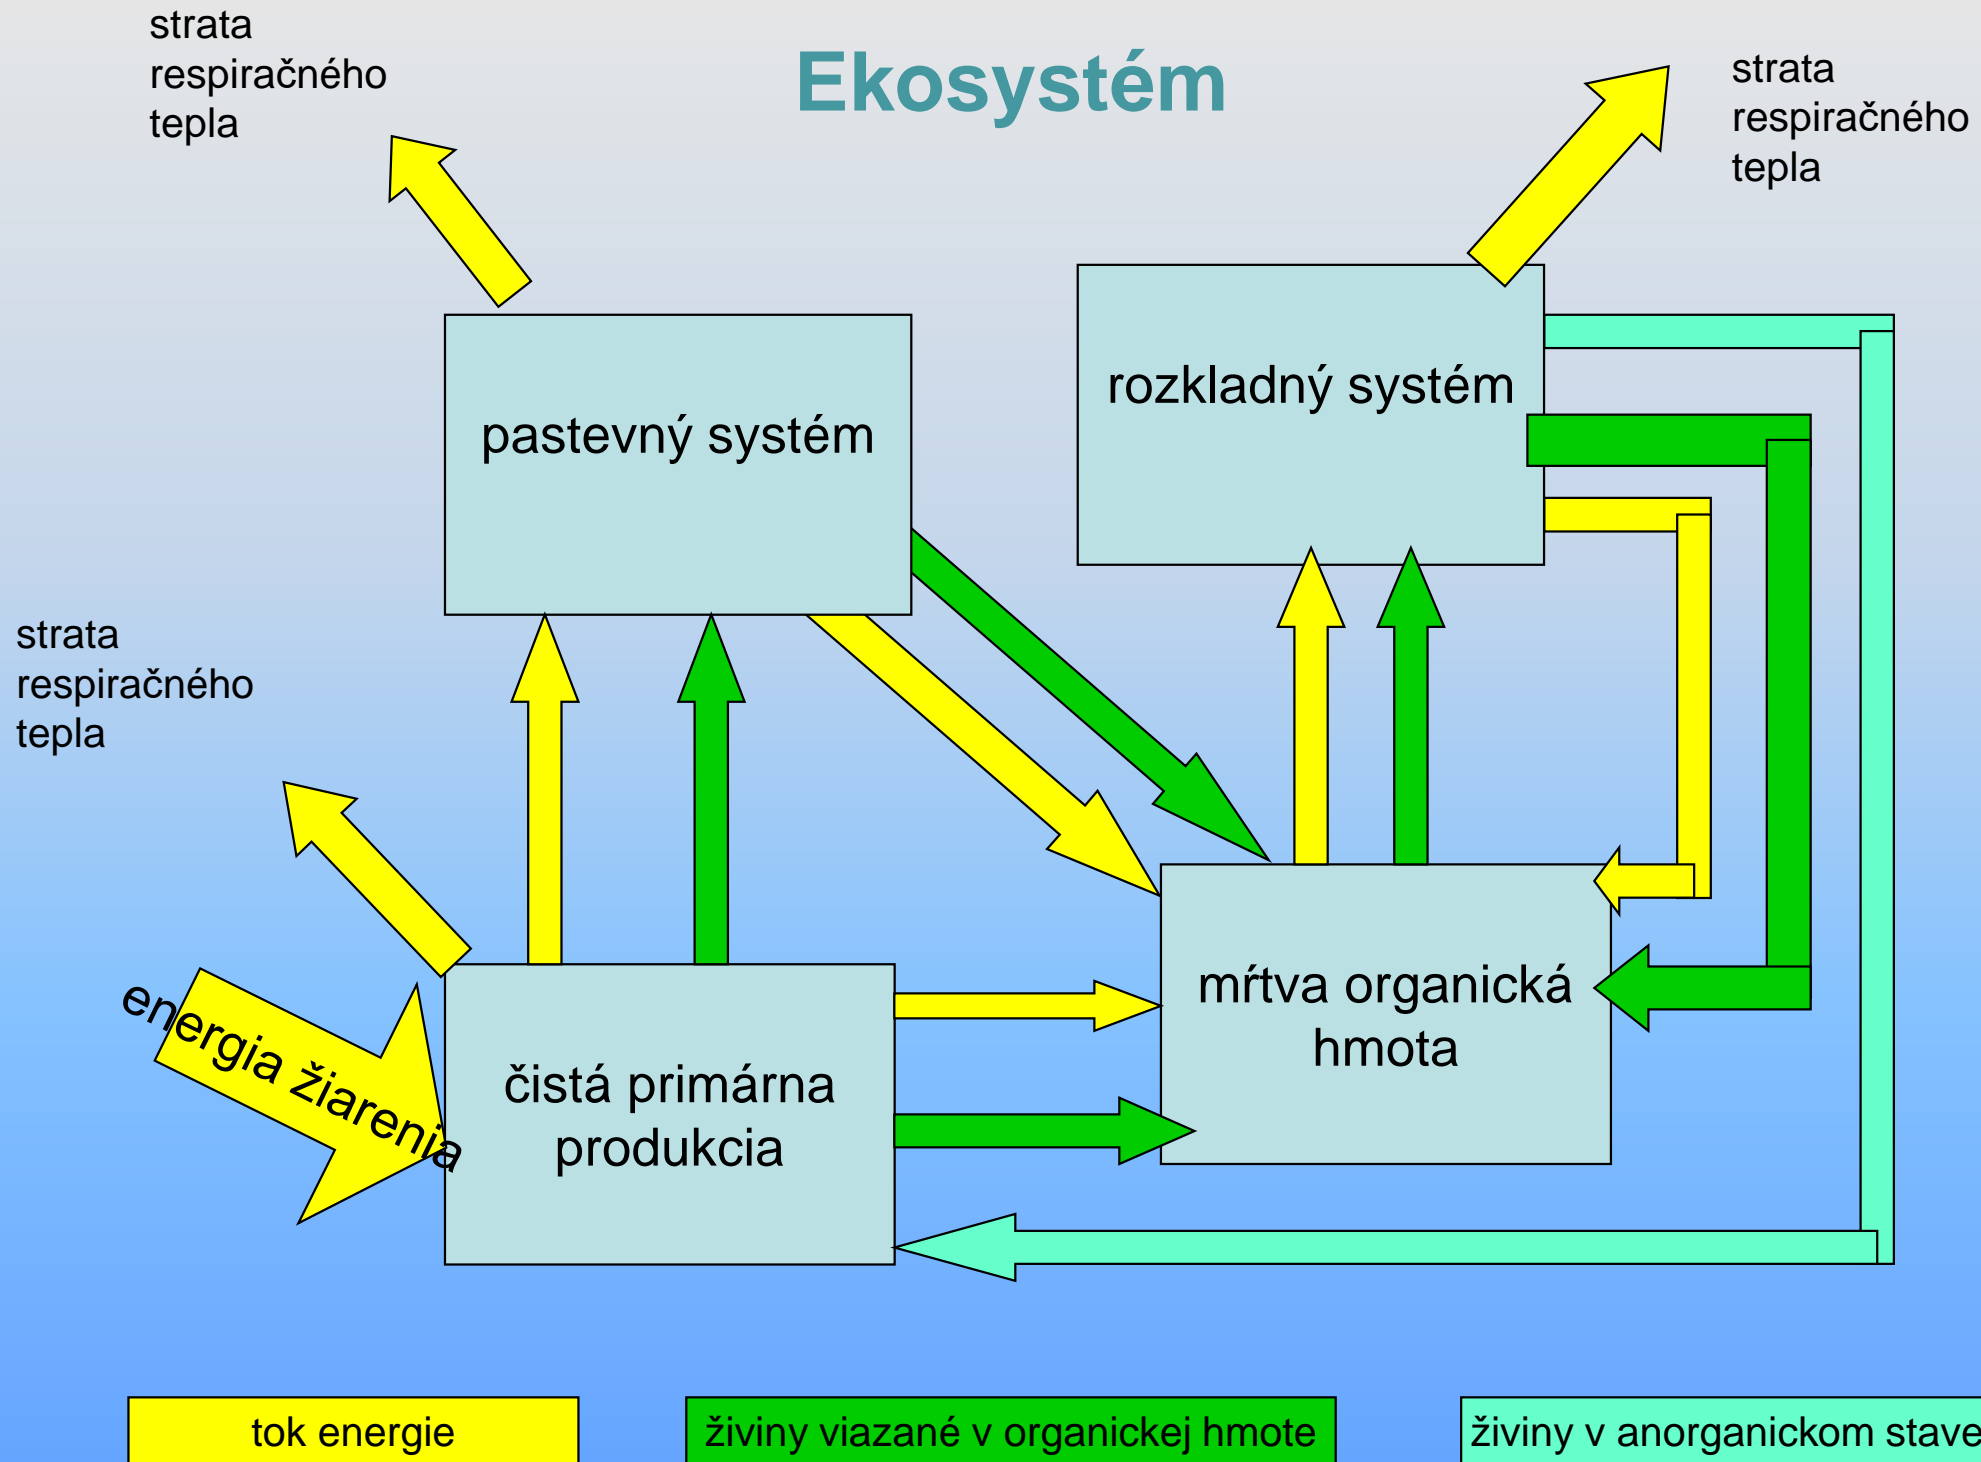 Ekosystém
strata
respiračného
tepla
strata
respiračného
tepla
rozkladný systém
pastevný systém
strata
respiračného
tepla
energia žiarenia
mŕtva organická
hmota
čistá primárna
produkcia
tok energie
živiny viazané v organickej hmote
živiny v anorganickom stave